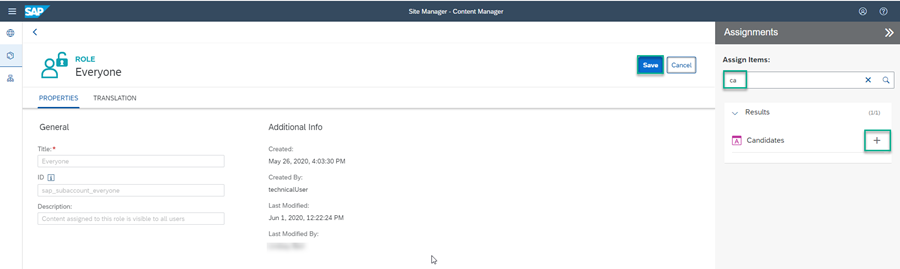 SAP
Site Manager - Content Manager
ROLE
Everyone
Save
Cancel
PROPERTIES
TRANSLATION
General
Title: *
Everyone
ID
sap_subaccount_everyone
Description:
Content assigned to this role is visible to all users
Additional Info
Created:
May 26, 2020, 4:03:30 PM
Created By:
technicalUser
Last Modified:
Jun 1, 2020, 12:22:24 PM
Last Modified By:
Assignments
Assign Items:
ca
Results
(1/1)
A
Candidates